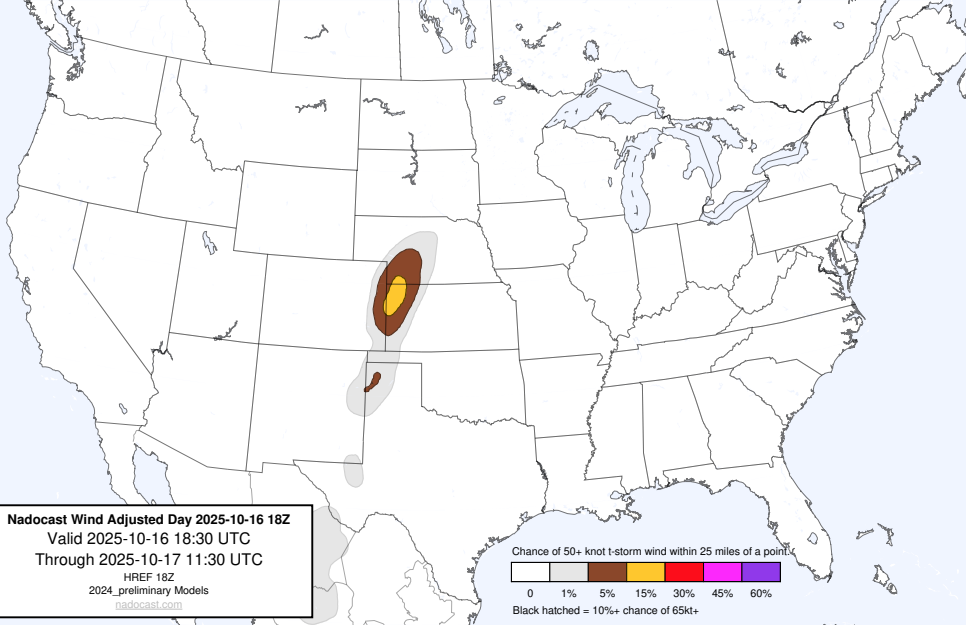 Nadocast Wind Adjusted Day 2025-10-16 18Z
Valid 2025-10-16 18:30 UTC
Through 2025-10-17 11:30 UTC
HREF 18Z
2024_preliminary Models
nadocast.com
Chance of 50+ knot t-storm wind within 25 miles of a point.
0 1% 5% 15% 30% 45% 60%
Black hatched = 10%+ chance of 65kt+